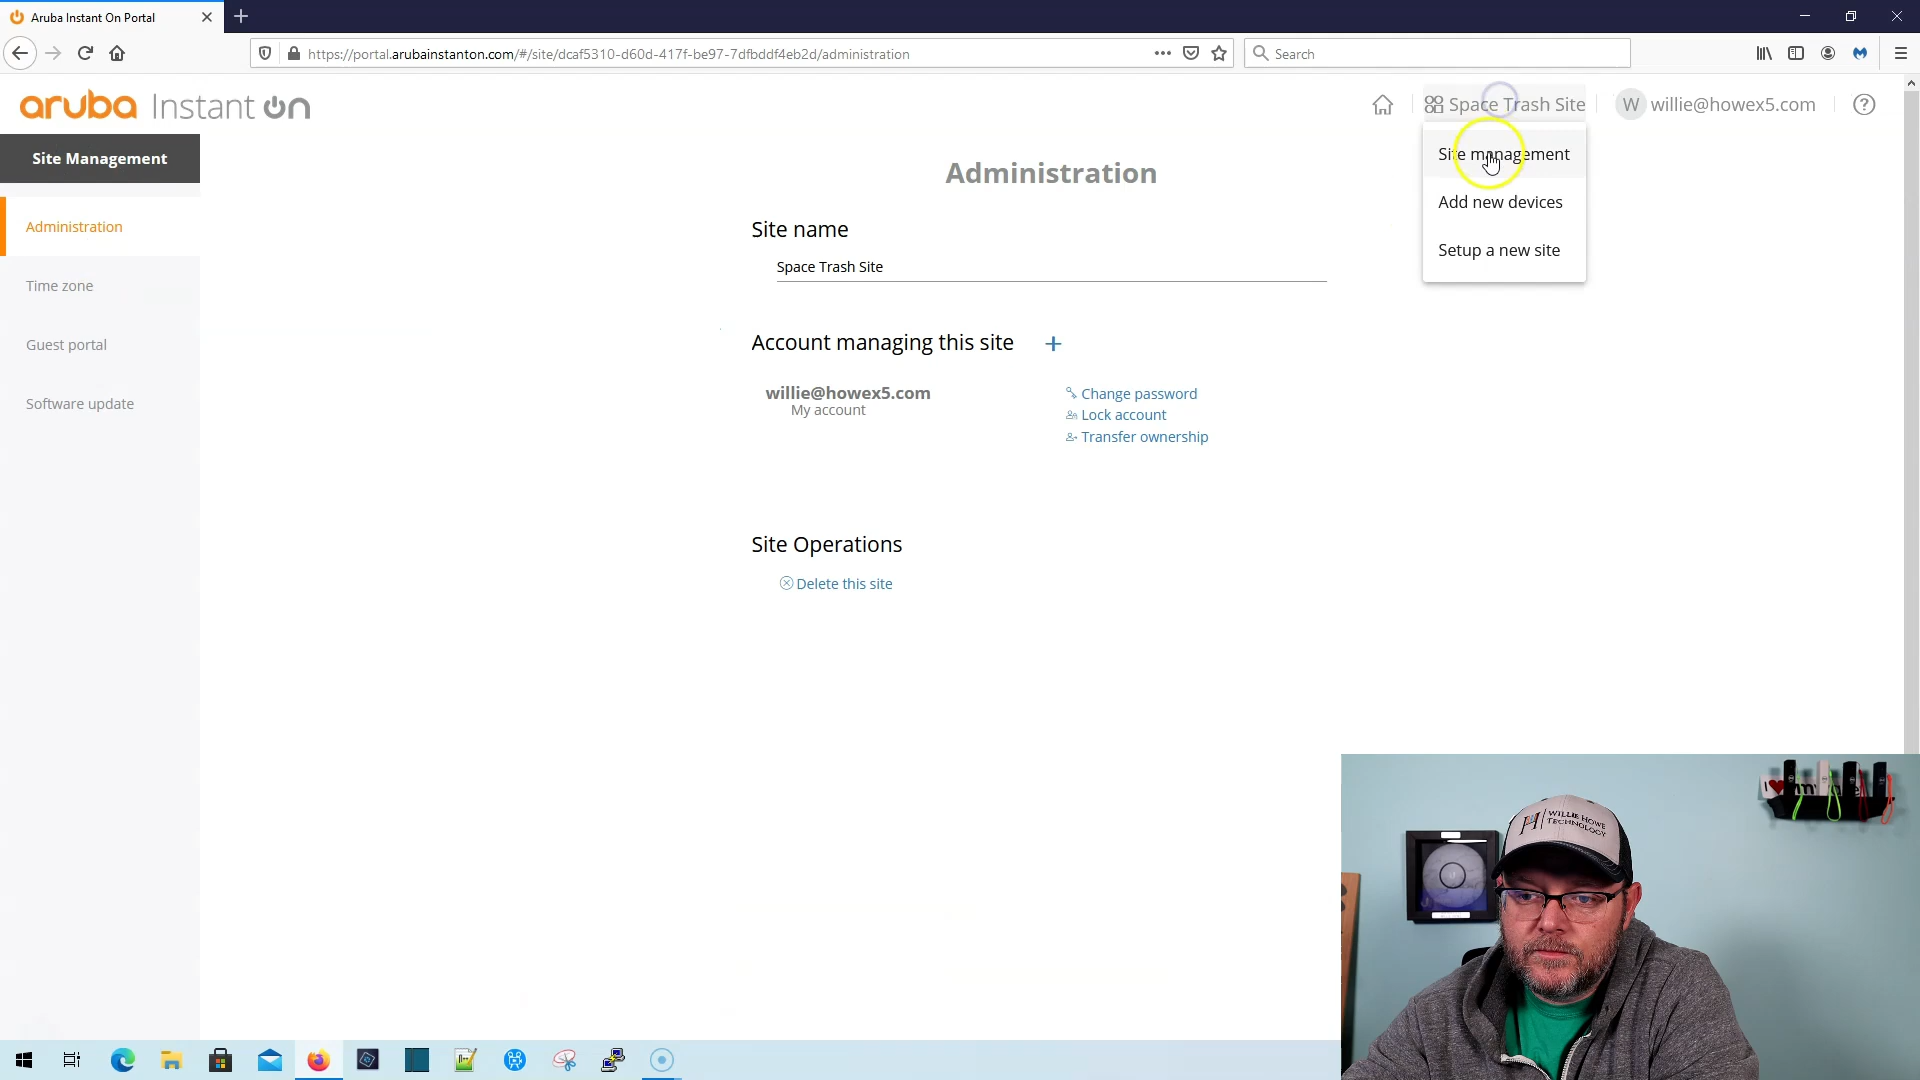 Aruba Instant On Portal
https://portal.arubainstanton.com/#/site/dcaf5310-d60d-417f-be97-7dfbddf4eb2d/administration
Search
aruba Instant On
Space Trash Site
W willie@howex5.com
Site Management
Administration
Time zone
Guest portal
Software update
Site management
Add new devices
Setup a new site
Administration
Site name
Space Trash Site
Account managing this site +
willie@howex5.com
My account
Change password
Lock account
Transfer ownership
Site Operations
Delete this site
WILLIE HOWE
TECHNOLOGY